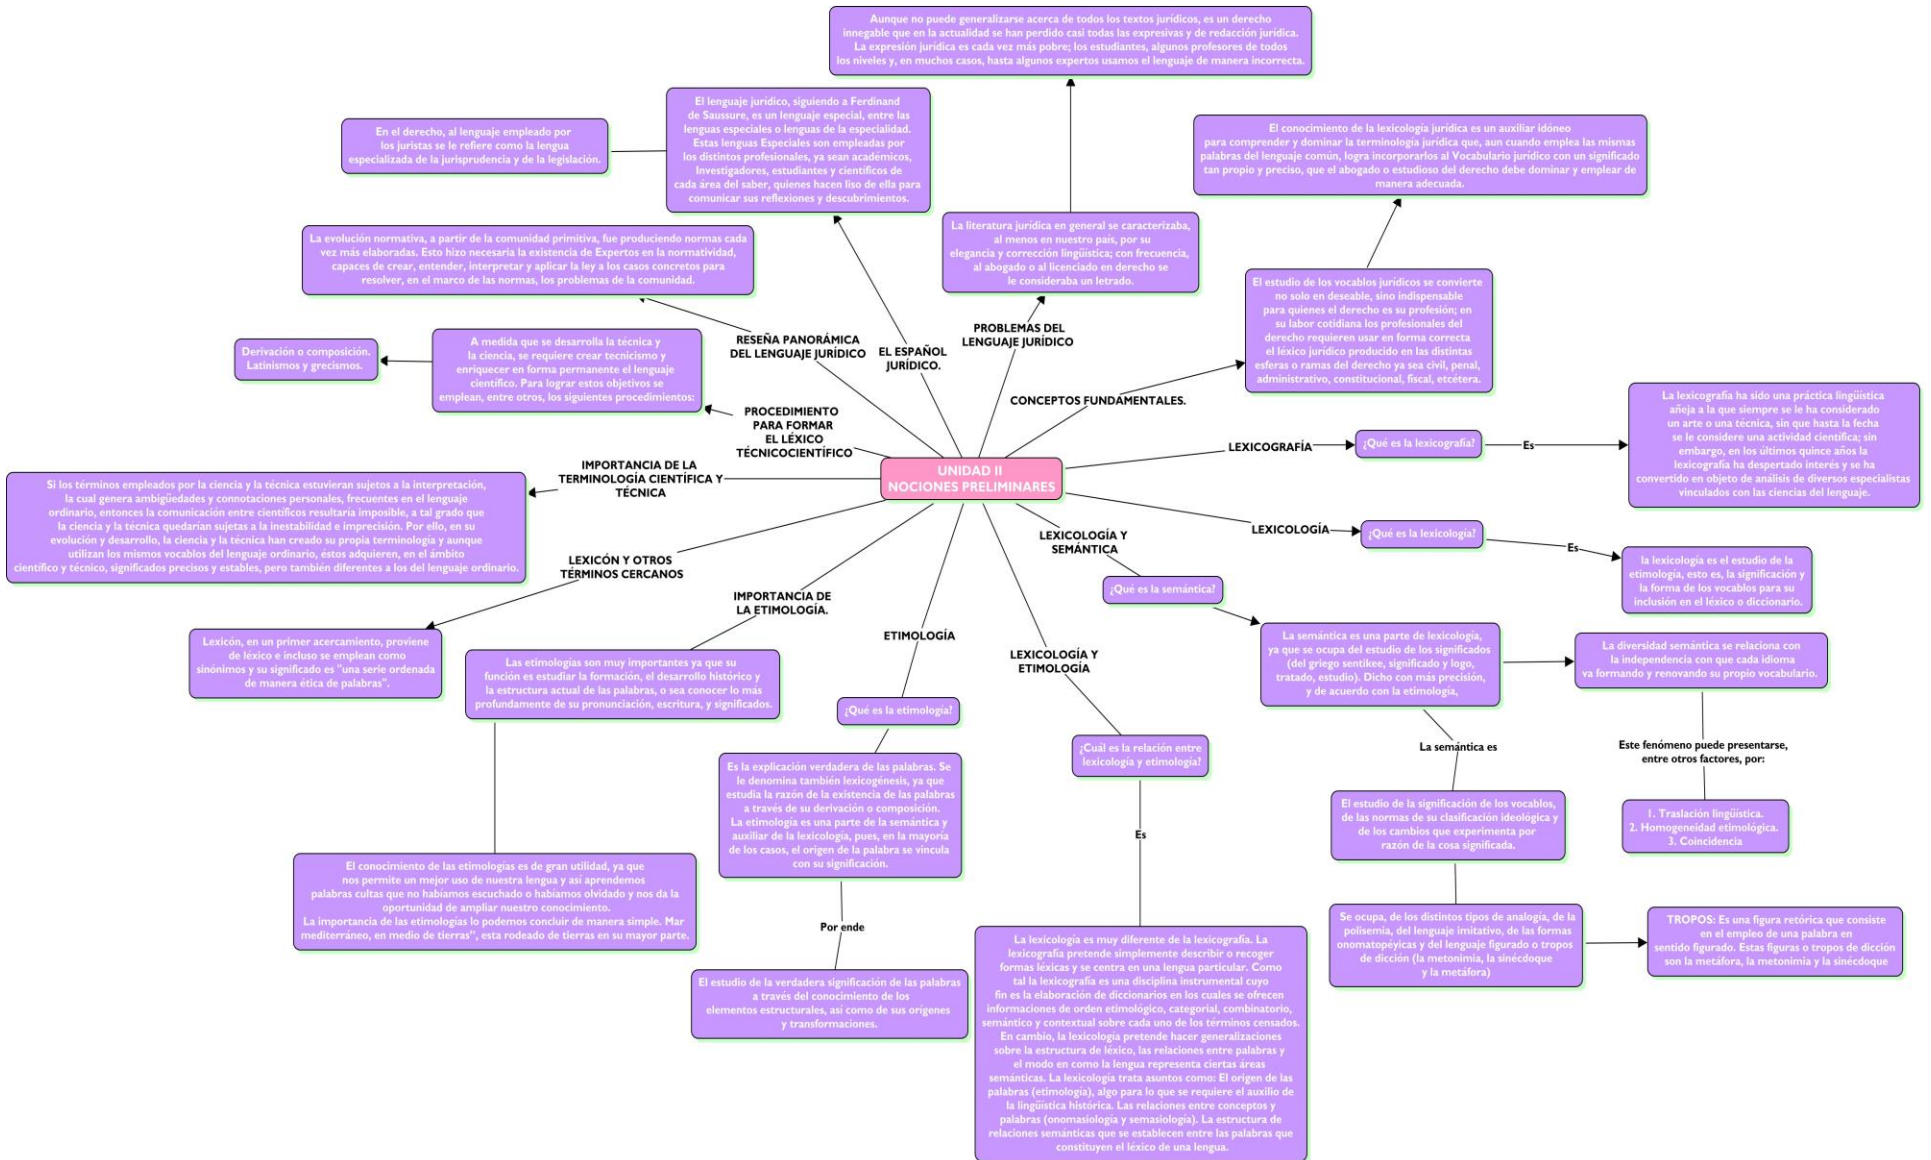 Aunque no puede generalizarse acerca de todos los textos jurídicos, es un derecho
innegable que en la actualidad se han perdido casi todas las expresivas y de redacción jurídica.
La expresión jurídica es cada vez más pobre; los estudiantes, algunos profesores de todos
los niveles y, en muchos casos, hasta algunos expertos usamos el lenguaje de manera incorrecta.
El lenguaje jurídico, siguiendo a Ferdinand
de Saussure, es un lenguaje especial, entre las
lenguas especiales o lenguas de la especialidad.
Estas lenguas Especiales son empleadas por
los distintos profesionales, ya sean académicos,
Investigadores, estudiantes y científicos de
cada área del saber, quienes hacen liso de ella para
comunicar sus reflexiones y descubrimientos.
En el derecho, al lenguaje empleado por
los juristas se le refiere como la lengua
especializada de la jurisprudencia y de la legislación.
El conocimiento de la lexicología jurídica es un auxiliar idóneo
para comprender y dominar la terminología jurídica que, aun cuando emplea las mismas
palabras del lenguaje común, logra incorporarlos al Vocabulario jurídico con un significado
tan propio y preciso, que el abogado o estudioso del derecho debe dominar y emplear de
manera adecuada.
La evolución normativa, a partir de la comunidad primitiva, fue produciendo normas cada
vez más elaboradas. Esto hizo necesaria la existencia de Expertos en la normatividad,
capaces de crear, entender, interpretar y aplicar la ley a los casos concretos para
resolver, en el marco de las normas, los problemas de la comunidad.
La literatura jurídica en general se caracterizaba,
al menos en nuestro país, por su
elegancia y corrección lingüística; con frecuencia,
al abogado o al licenciado en derecho se
le consideraba un letrado.
El estudio de los vocablos jurídicos se convierte
no solo en deseable, sino indispensable
para quienes el derecho es su profesión; en
su labor cotidiana los profesionales del
derecho requieren usar en forma correcta
el léxico jurídico producido en las distintas
esferas o ramas del derecho ya sea civil, penal,
administrativo, constitucional, fiscal, etcétera.
RESEÑA PANORÁMICA
DEL LENGUAJE JURÍDICO
EL ESPAÑOL
JURÍDICO.
PROBLEMAS DEL
LENGUAJE JURÍDICO
CONCEPTOS FUNDAMENTALES.
Derivación o composición.
Latinismos y grecismos.
A medida que se desarrolla la técnica y
la ciencia, se requiere crear tecnicismo y
enriquecer en forma permanente el lenguaje
científico. Para lograr estos objetivos se
emplean, entre otros, los siguientes procedimientos:
PROCEDIMIENTO
PARA FORMAR
EL LÉXICO
TÉCNICOCIENTÍFICO
LEXICOGRAFÍA
¿Qué es la lexicografía?
Es
La lexicografía ha sido una práctica lingüística
añeja a la que siempre se le ha considerado
un arte o una técnica, sin que hasta la fecha
se le considere una actividad científica; sin
embargo, en los últimos quince años la
lexicografía ha despertado interés y se ha
convertido en objeto de análisis de diversos especialistas
vinculados con las ciencias del lenguaje.
UNIDAD II
NOCIONES PRELIMINARES
IMPORTANCIA DE LA
TERMINOLOGÍA CIENTÍFICA Y
TÉCNICA
Si los términos empleados por la ciencia y la técnica estuvieran sujetos a la interpretación,
la cual genera ambigüedades y connotaciones personales, frecuentes en el lenguaje
ordinario, entonces la comunicación entre científicos resultaría imposible, a tal grado que
la ciencia y la técnica quedarían sujetas a la inestabilidad e imprecisión. Por ello, en su
evolución y desarrollo, la ciencia y la técnica han creado su propia terminología y aunque
utilizan los mismos vocablos del lenguaje ordinario, éstos adquieren, en el ámbito
científico y técnico, significados precisos y estables, pero también diferentes a los del lenguaje ordinario.
LEXICOLOGÍA
¿Qué es la lexicología?
Es
la lexicología es el estudio de la
etimología, esto es, la significación y
la forma de los vocablos para su
inclusión en el léxico o diccionario.
LEXICÓN Y OTROS
TÉRMINOS CERCANOS
Lexicón, en un primer acercamiento, proviene
de léxico e incluso se emplean como
sinónimos y su significado es "una serie ordenada
de manera ética de palabras".
IMPORTANCIA DE
LA ETIMOLOGÍA.
Las etimologías son muy importantes ya que su
función es estudiar la formación, el desarrollo histórico y
la estructura actual de las palabras, o sea conocer lo más
profundamente de su pronunciación, escritura, y significados.
El conocimiento de las etimologías es de gran utilidad, ya que
nos permite un mejor uso de nuestra lengua y así aprendemos
palabras cultas que no habíamos escuchado o habíamos olvidado y nos da la
oportunidad de ampliar nuestro conocimiento.
La importancia de las etimologías lo podemos concluir de manera simple. Mar
mediterráneo, en medio de tierras", esta rodeado de tierras en su mayor parte.
ETIMOLOGÍA
¿Qué es la etimología?
Es la explicación verdadera de las palabras. Se
le denomina también lexicogénesis, ya que
estudia la razón de la existencia de las palabras
a través de su derivación o composición.
La etimología es una parte de la semántica y
auxiliar de la lexicología, pues, en la mayoría
de los casos, el origen de la palabra se vincula
con su significación.
Por ende
El estudio de la verdadera significación de las palabras
a través del conocimiento de los
elementos estructurales, así como de sus orígenes
y transformaciones.
LEXICOLOGÍA Y
ETIMOLOGÍA
¿Cuál es la relación entre
lexicología y etimología?
Es
La lexicología es muy diferente de la lexicografía. La
lexicografía pretende simplemente describir o recoger
formas léxicas y se centra en una lengua particular. Como
tal la lexicografía es una disciplina instrumental cuyo
fin es la elaboración de diccionarios en los cuales se ofrecen
informaciones de orden etimológico, categorial, combinatorio,
semántico y contextual sobre cada uno de los términos censados.
En cambio, la lexicología pretende hacer generalizaciones
sobre la estructura de léxico, las relaciones entre palabras y
el modo en como la lengua representa ciertas áreas
semánticas. La lexicología trata asuntos como: El origen de las
palabras (etimología), algo para lo que se requiere el auxilio de
la lingüística histórica. Las relaciones entre conceptos y
palabras (onomasiología y semasiología). La estructura de
relaciones semánticas que se establecen entre las palabras que
constituyen el léxico de una lengua.
LEXICOLOGÍA Y
SEMÁNTICA
¿Qué es la semántica?
La semántica es una parte de lexicología,
ya que se ocupa del estudio de los significados
(del griego sentikee, significado y logo,
tratado, estudio). Dicho con más precisión,
y de acuerdo con la etimología,
La diversidad semántica se relaciona con
la independencia con que cada idioma
va formando y renovando su propio vocabulario.
Este fenómeno puede presentarse,
entre otros factores, por:
1. Traslación lingüística.
2. Homogeneidad etimológica.
3. Coincidencia
La semántica es
El estudio de la significación de los vocablos,
de las normas de su clasificación ideológica y
de los cambios que experimenta por
razón de la cosa significada.
Se ocupa, de los distintos tipos de analogía, de la
polisemia, del lenguaje imitativo, de las formas
onomatopéyicas y del lenguaje figurado o tropos
de dicción (la metonimia, la sinécdoque
y la metáfora)
TROPOS: Es una figura retórica que consiste
en el empleo de una palabra en
sentido figurado. Estas figuras o tropos de dicción
son la metáfora, la metonimia y la sinécdoque